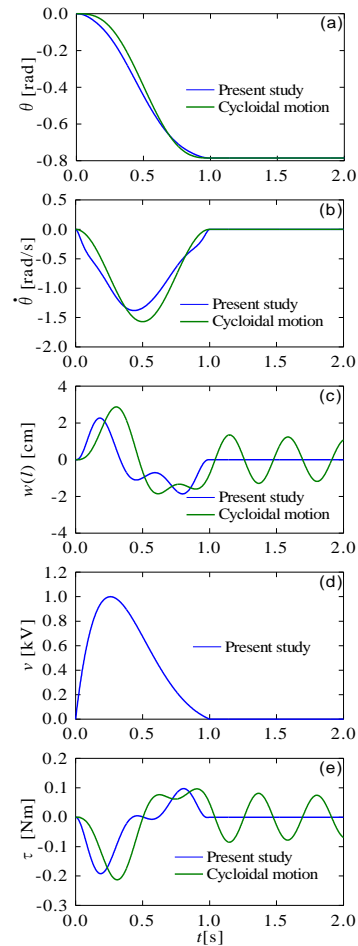 (a)
0.0
-0.2
-0.4
-0.6
-0.8
θ [rad]
Present study
Cycloidal motion
0.0 0.5 1.0 1.5 2.0
(b)
0.5
0.0
-0.5
-1.0
-1.5
-2.0
θ̇ [rad/s]
Present study
Cycloidal motion
0.0 0.5 1.0 1.5 2.0
(c)
4
2
0
-2
-4
w(l) [cm]
Present study
Cycloidal motion
0.0 0.5 1.0 1.5 2.0
(d)
1.2
1.0
0.8
0.6
0.4
0.2
0.0
v [kV]
Present study
0.0 0.5 1.0 1.5 2.0
(e)
0.2
0.1
0.0
-0.1
-0.2
-0.3
τ [Nm]
Present study
Cycloidal motion
0.0 0.5 1.0 1.5 2.0
t[s]